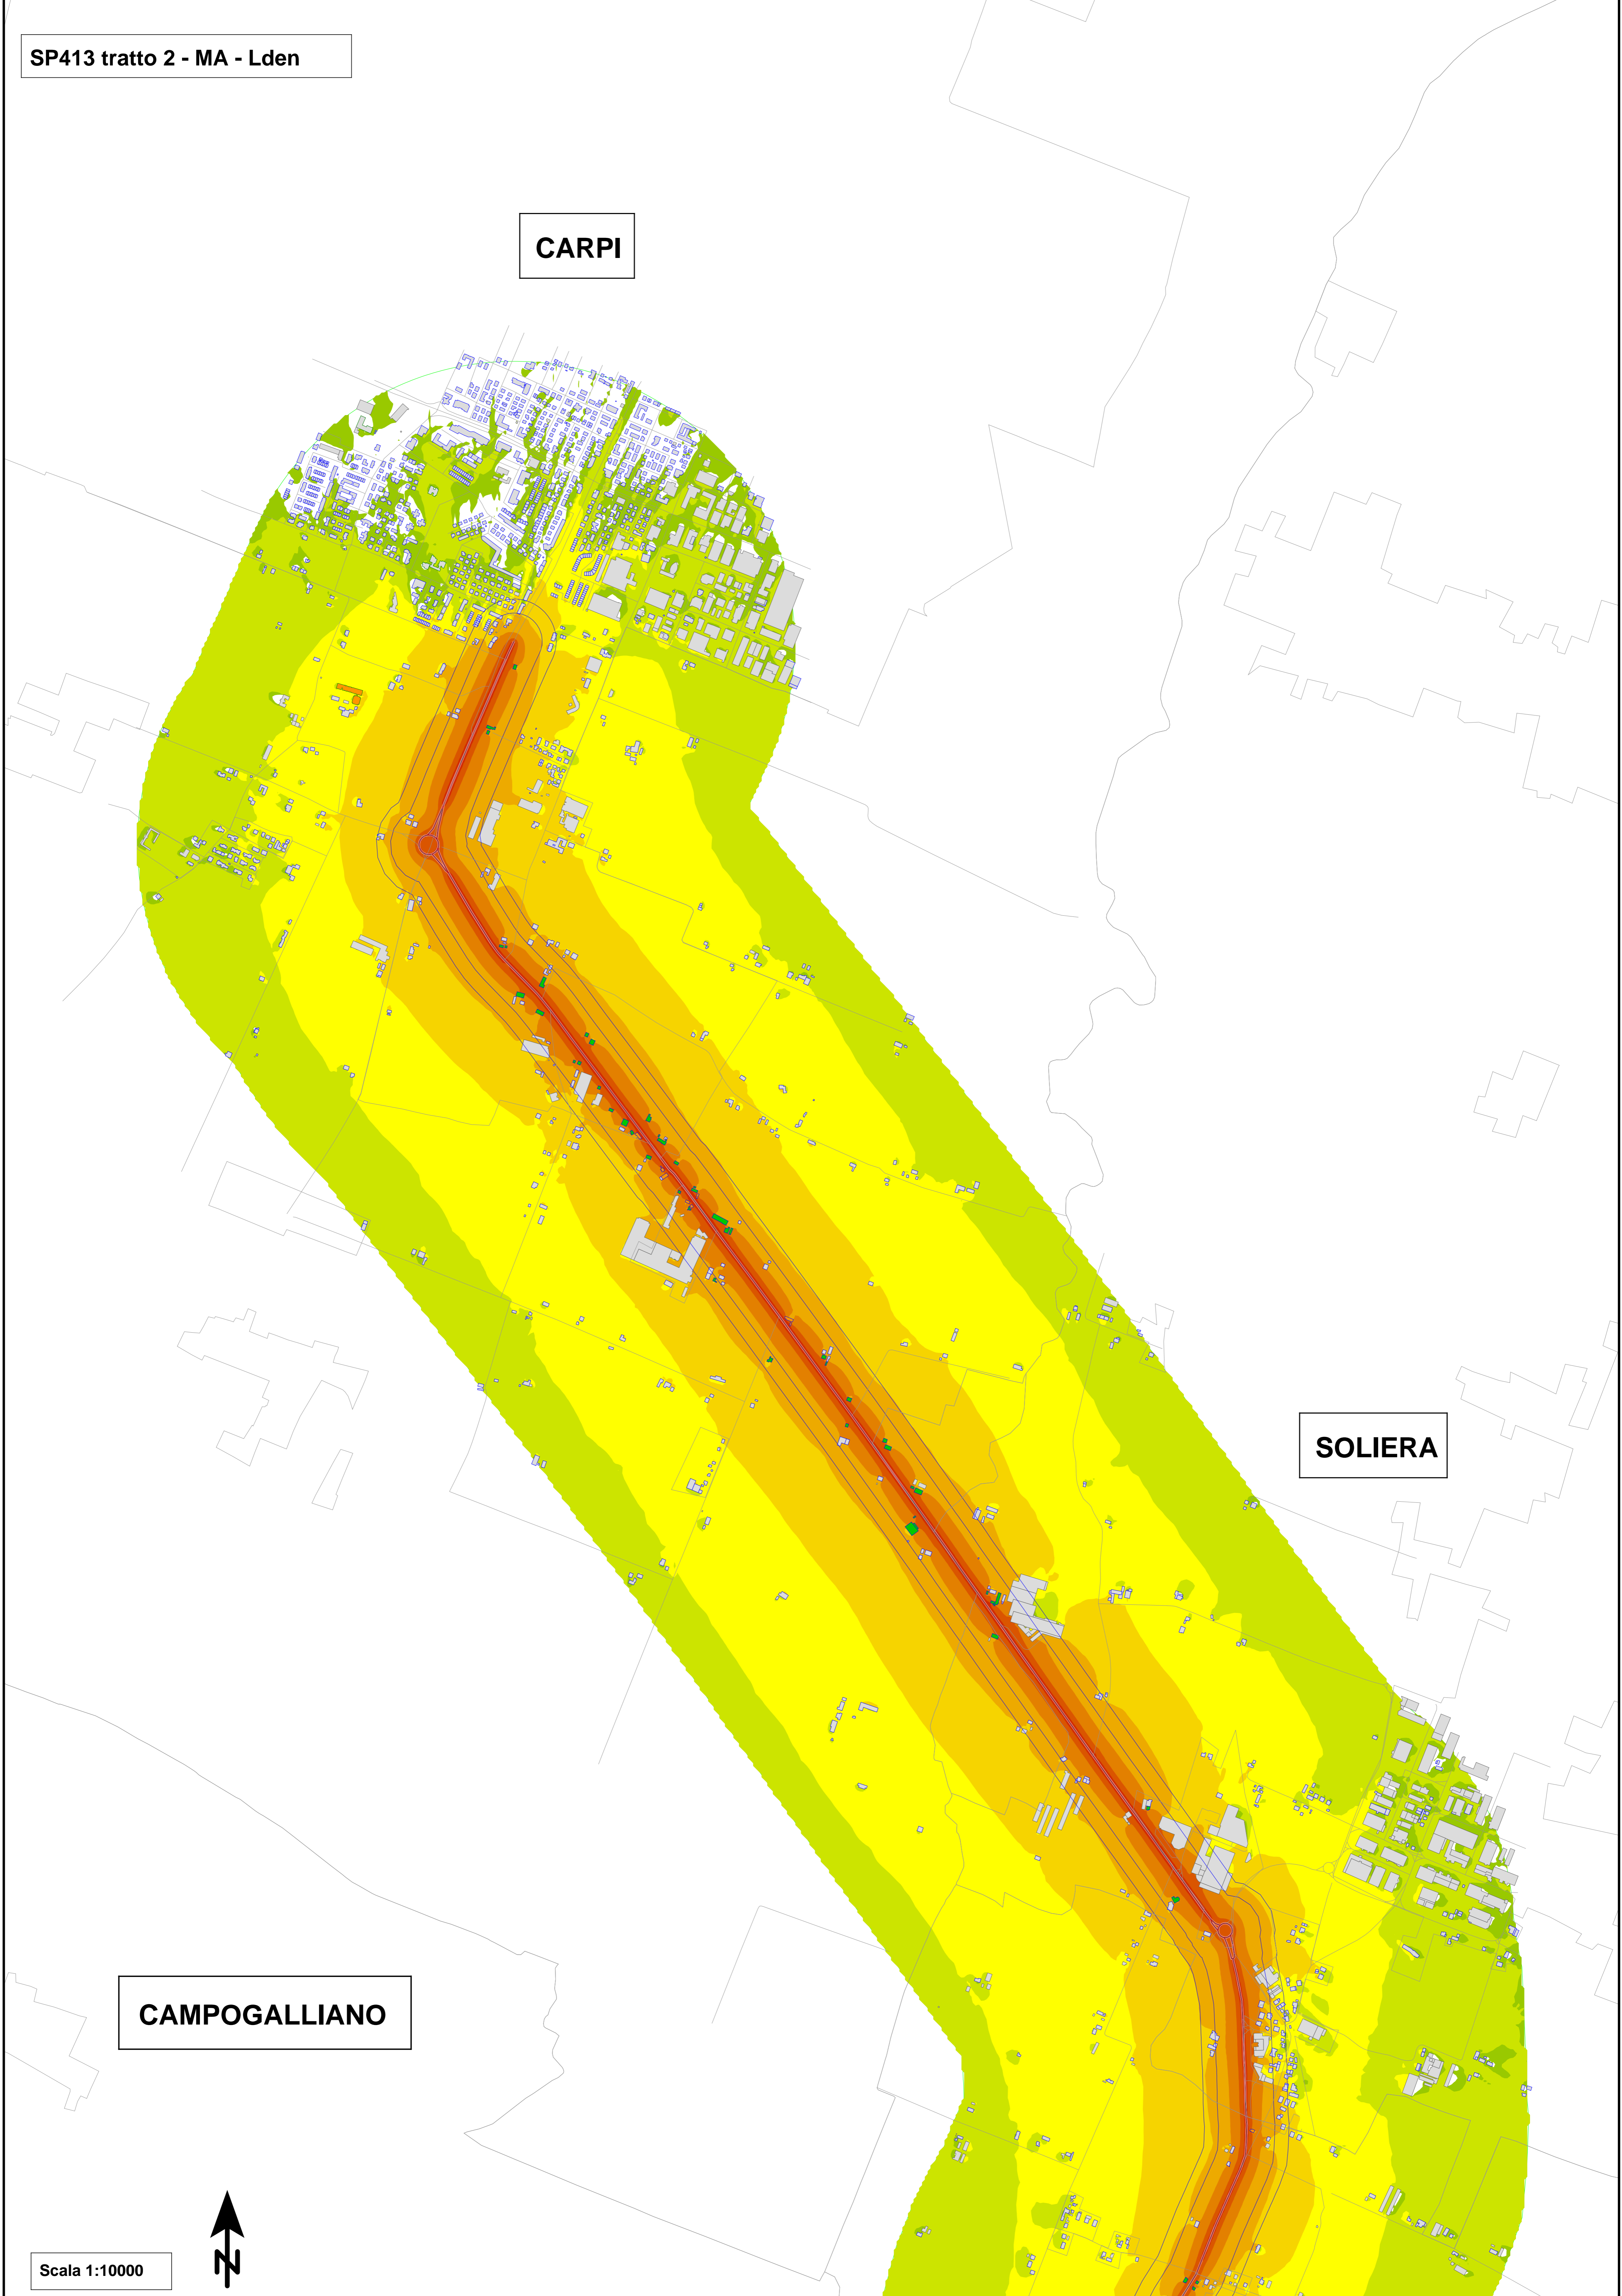 SP413 tratto 2 - MA - Lden
CARPI
SOLIERA
CAMPOGALLIANO
Scala 1:10000
N